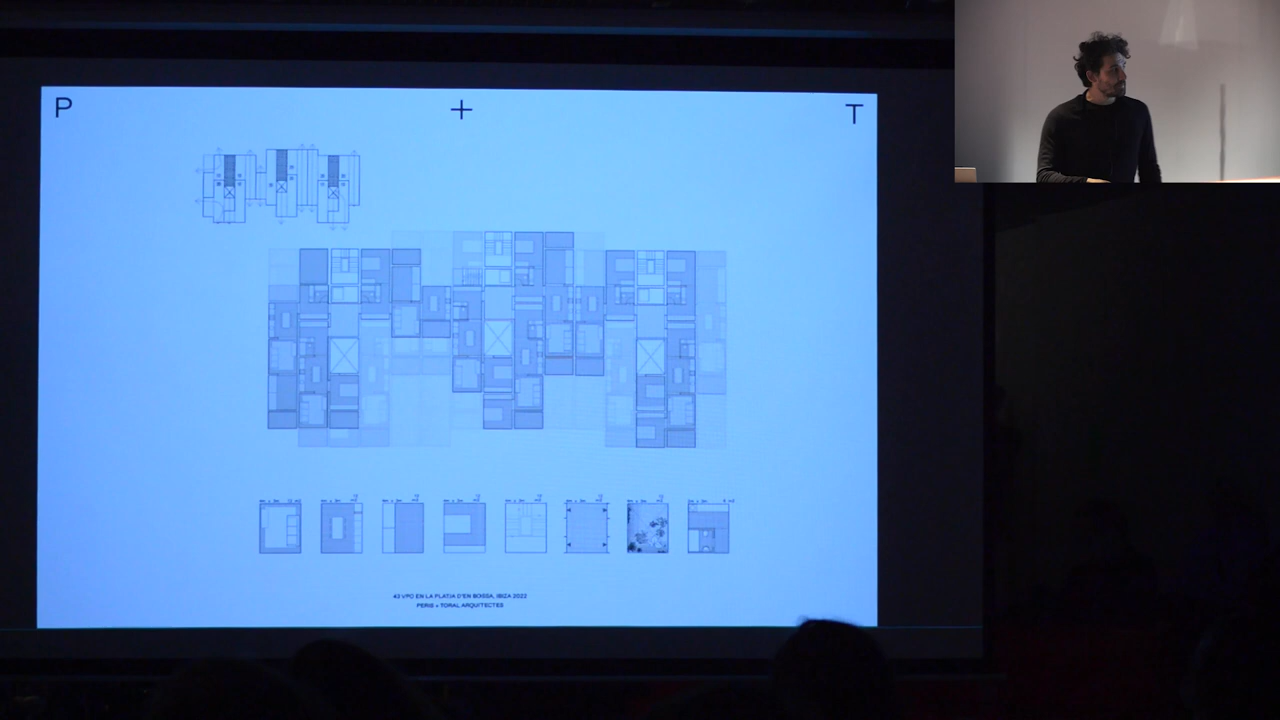 P + T
43 VPO EN LA PLATJA D'EN BOSSA, IBIZA 2022
PERIS + TORAL ARQUITECTES